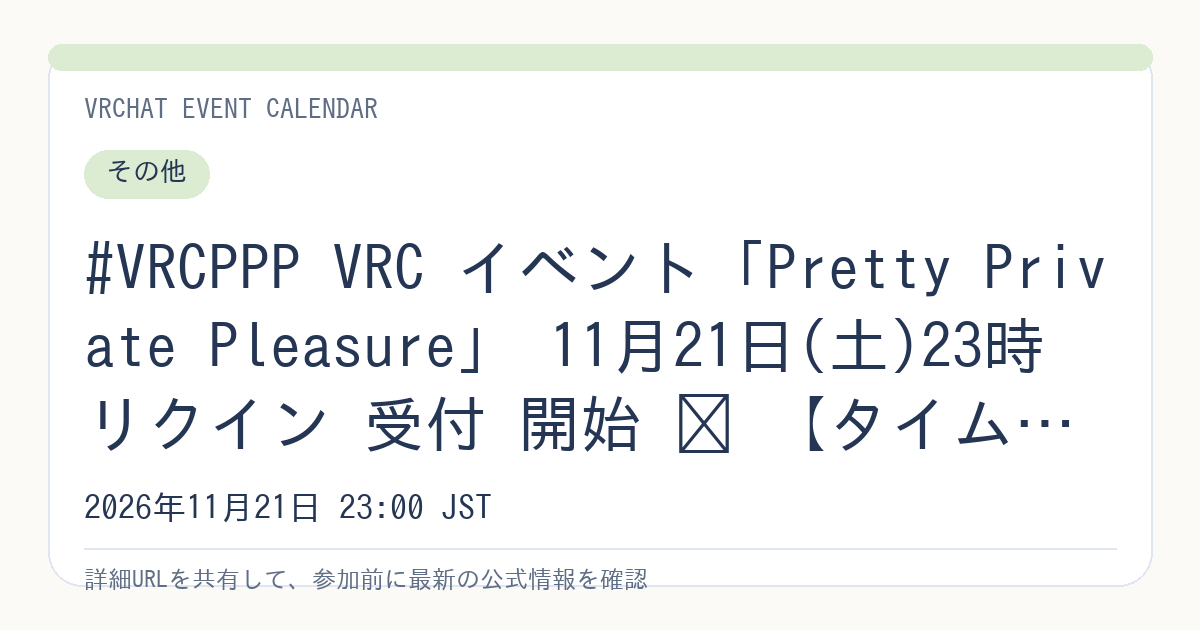 VRCHAT EVENT CALENDAR
その他
#VRCPPP VRC イベント「Pretty Priv
ate Pleasure」 11月21日(土)23時
リクイン 受付 開始 【タイム…
2026年11月21日 23:00 JST
詳細URLを共有して、参加前に最新の公式情報を確認